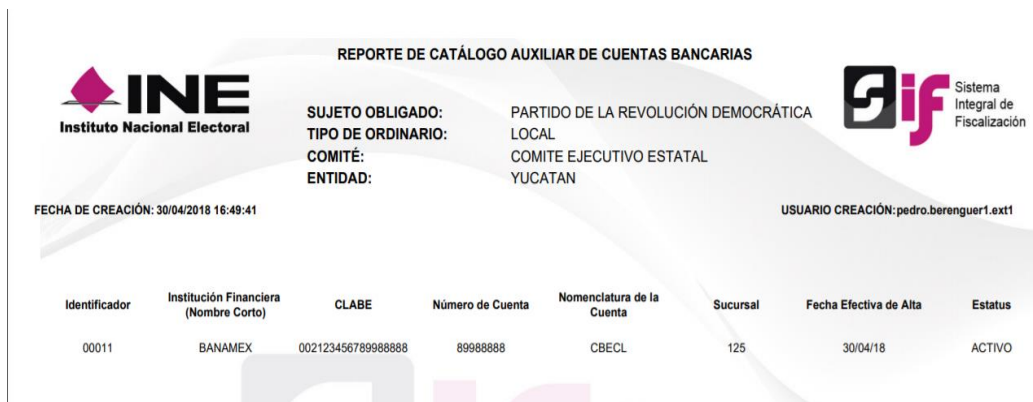 REPORTE DE CATÁLOGO AUXILIAR DE CUENTAS BANCARIAS
INE
Instituto Nacional Electoral
SUJETO OBLIGADO: PARTIDO DE LA REVOLUCIÓN DEMOCRÁTICA
TIPO DE ORDINARIO: LOCAL
COMITÉ: COMITE EJECUTIVO ESTATAL
ENTIDAD: YUCATAN
sif
Sistema
Integral de
Fiscalización
FECHA DE CREACIÓN: 30/04/2018 16:49:41 USUARIO CREACIÓN:pedro.berenguer1.ext1
Identificador Institución Financiera (Nombre Corto) CLABE Número de Cuenta Nomenclatura de la Cuenta Sucursal Fecha Efectiva de Alta Estatus
00011 BANAMEX 002123456789988888 89988888 CBECL 125 30/04/18 ACTIVO